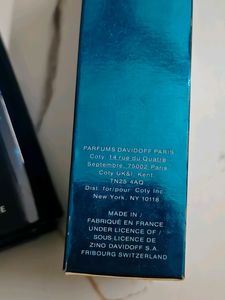 PARFUMS DAVIDOFF PARIS
Coty, 14 rue du Quatre
Septembre, 75002 Paris
Coty UK&I, Kent,
TN25 4AQ
Dist. for/pour: Coty Inc.
New York, NY 10118
MADE IN /
FABRIQUÉ EN FRANCE
UNDER LICENCE OF /
SOUS LICENCE DE
ZINO DAVIDOFF S.A.
FRIBOURG SWITZERLAND